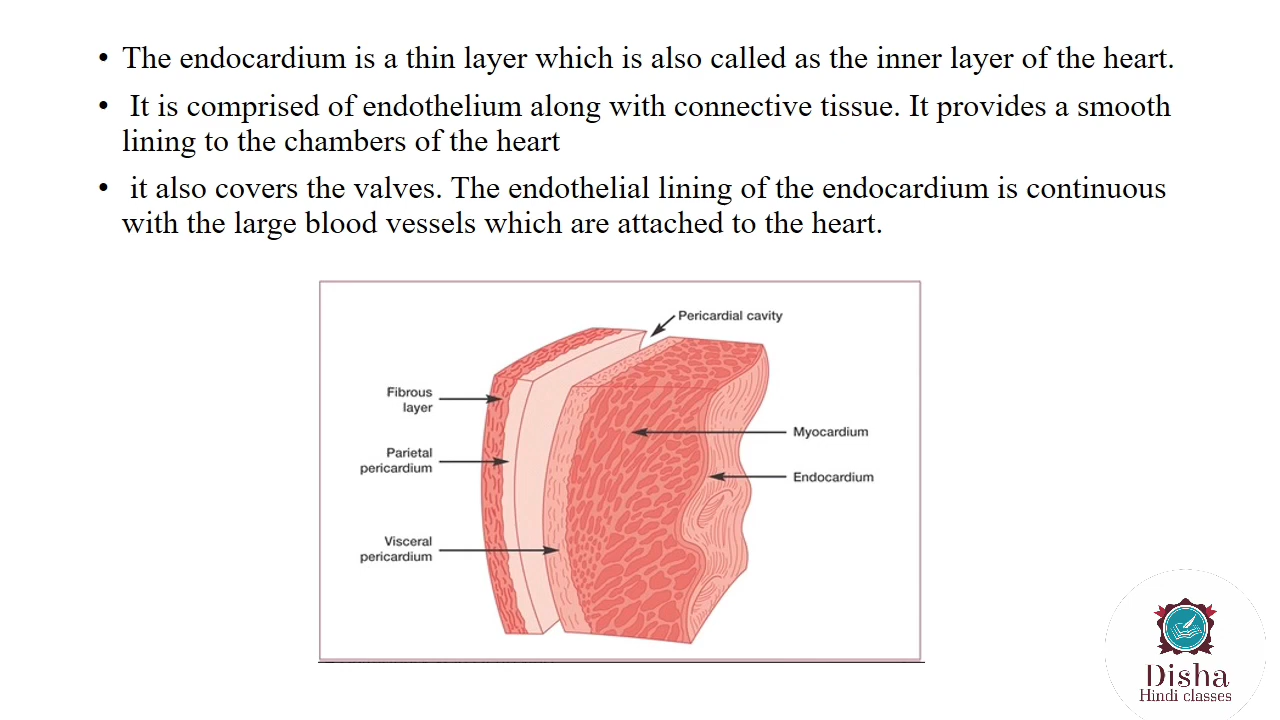 • The endocardium is a thin layer which is also called as the inner layer of the heart.
• It is comprised of endothelium along with connective tissue. It provides a smooth
lining to the chambers of the heart
• it also covers the valves. The endothelial lining of the endocardium is continuous
with the large blood vessels which are attached to the heart.
Pericardial cavity
Fibrous
layer
Myocardium
Parietal
pericardium
Endocardium
Visceral
pericardium
Disha
Hindi classes